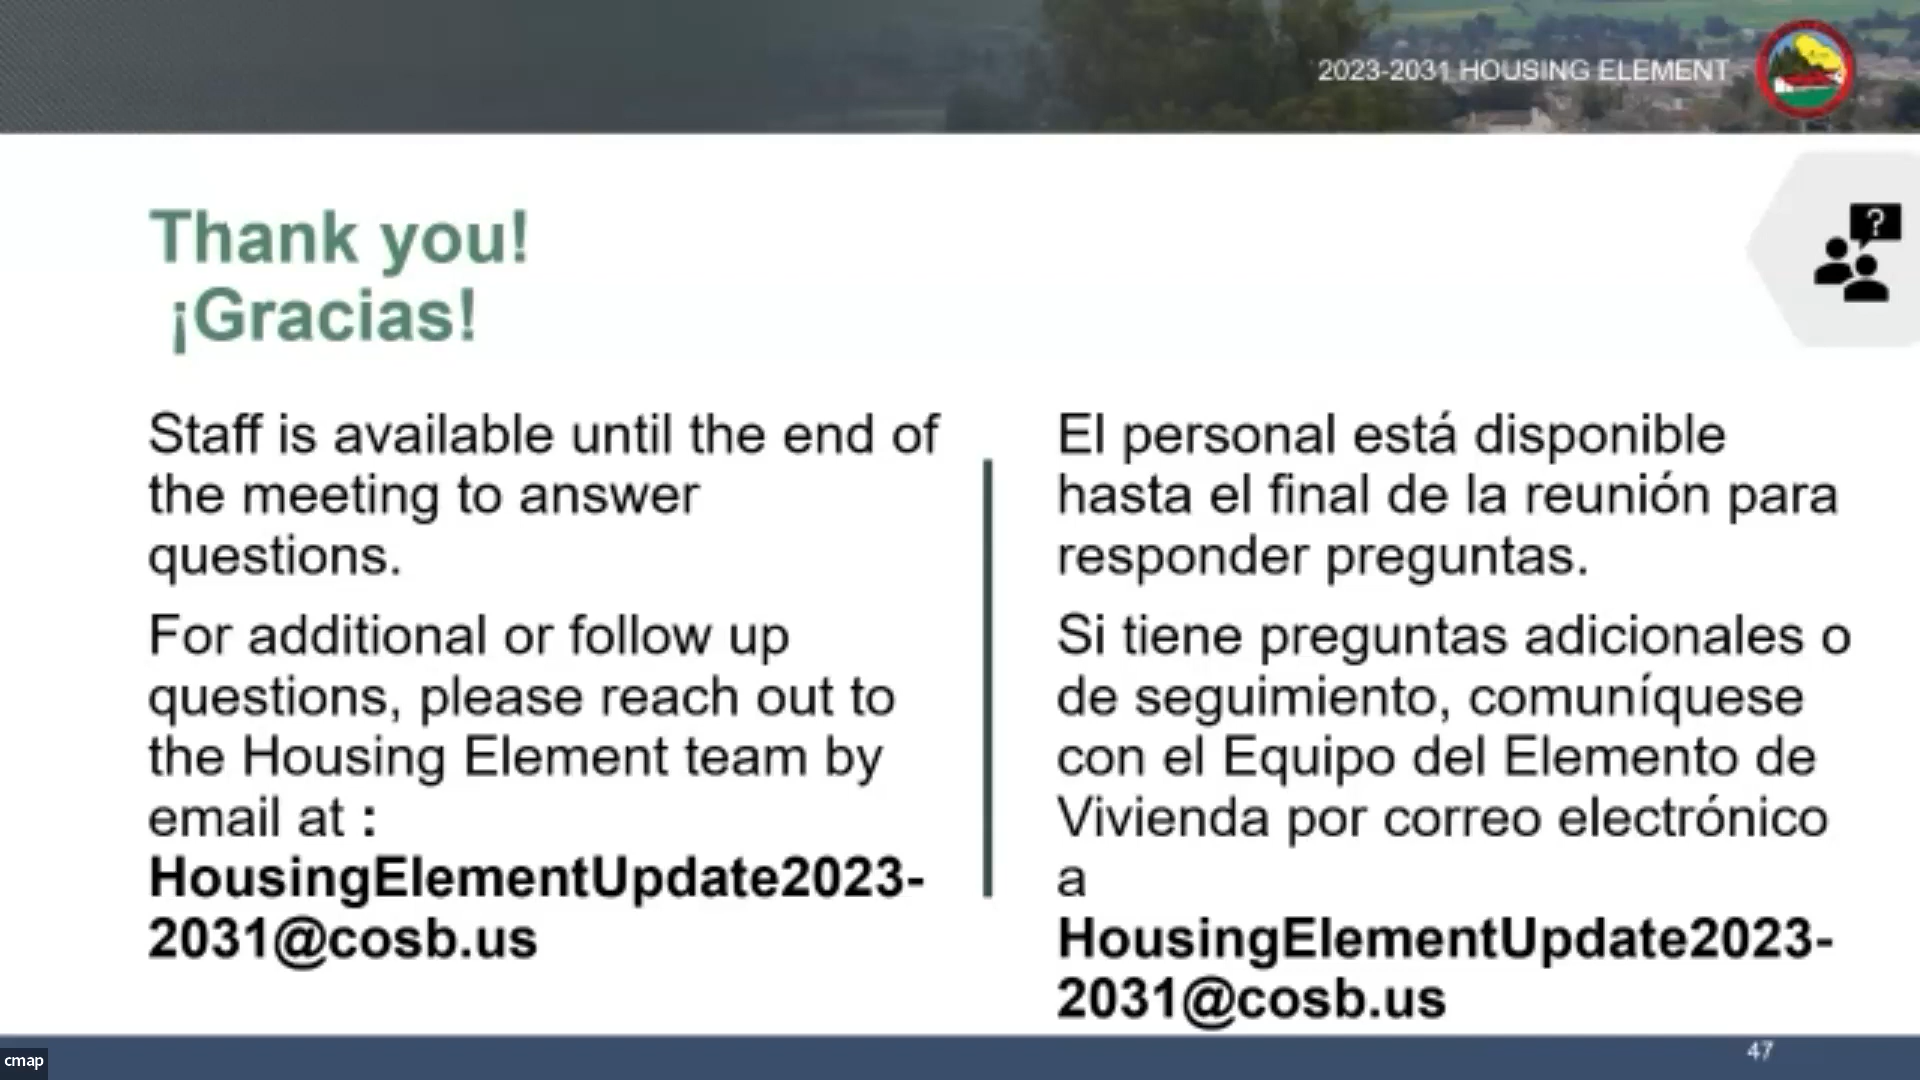 2023-2031 HOUSING ELEMENT
?
Thank you!
¡Gracias!
Staff is available until the end of
the meeting to answer
questions.
For additional or follow up
questions, please reach out to
the Housing Element team by
email at :
HousingElementUpdate2023-
2031@cosb.us
El personal está disponible
hasta el final de la reunión para
responder preguntas.
Si tiene preguntas adicionales o
de seguimiento, comuníquese
con el Equipo del Elemento de
Vivienda por correo electrónico
a
HousingElementUpdate2023-
2031@cosb.us
47
cmap